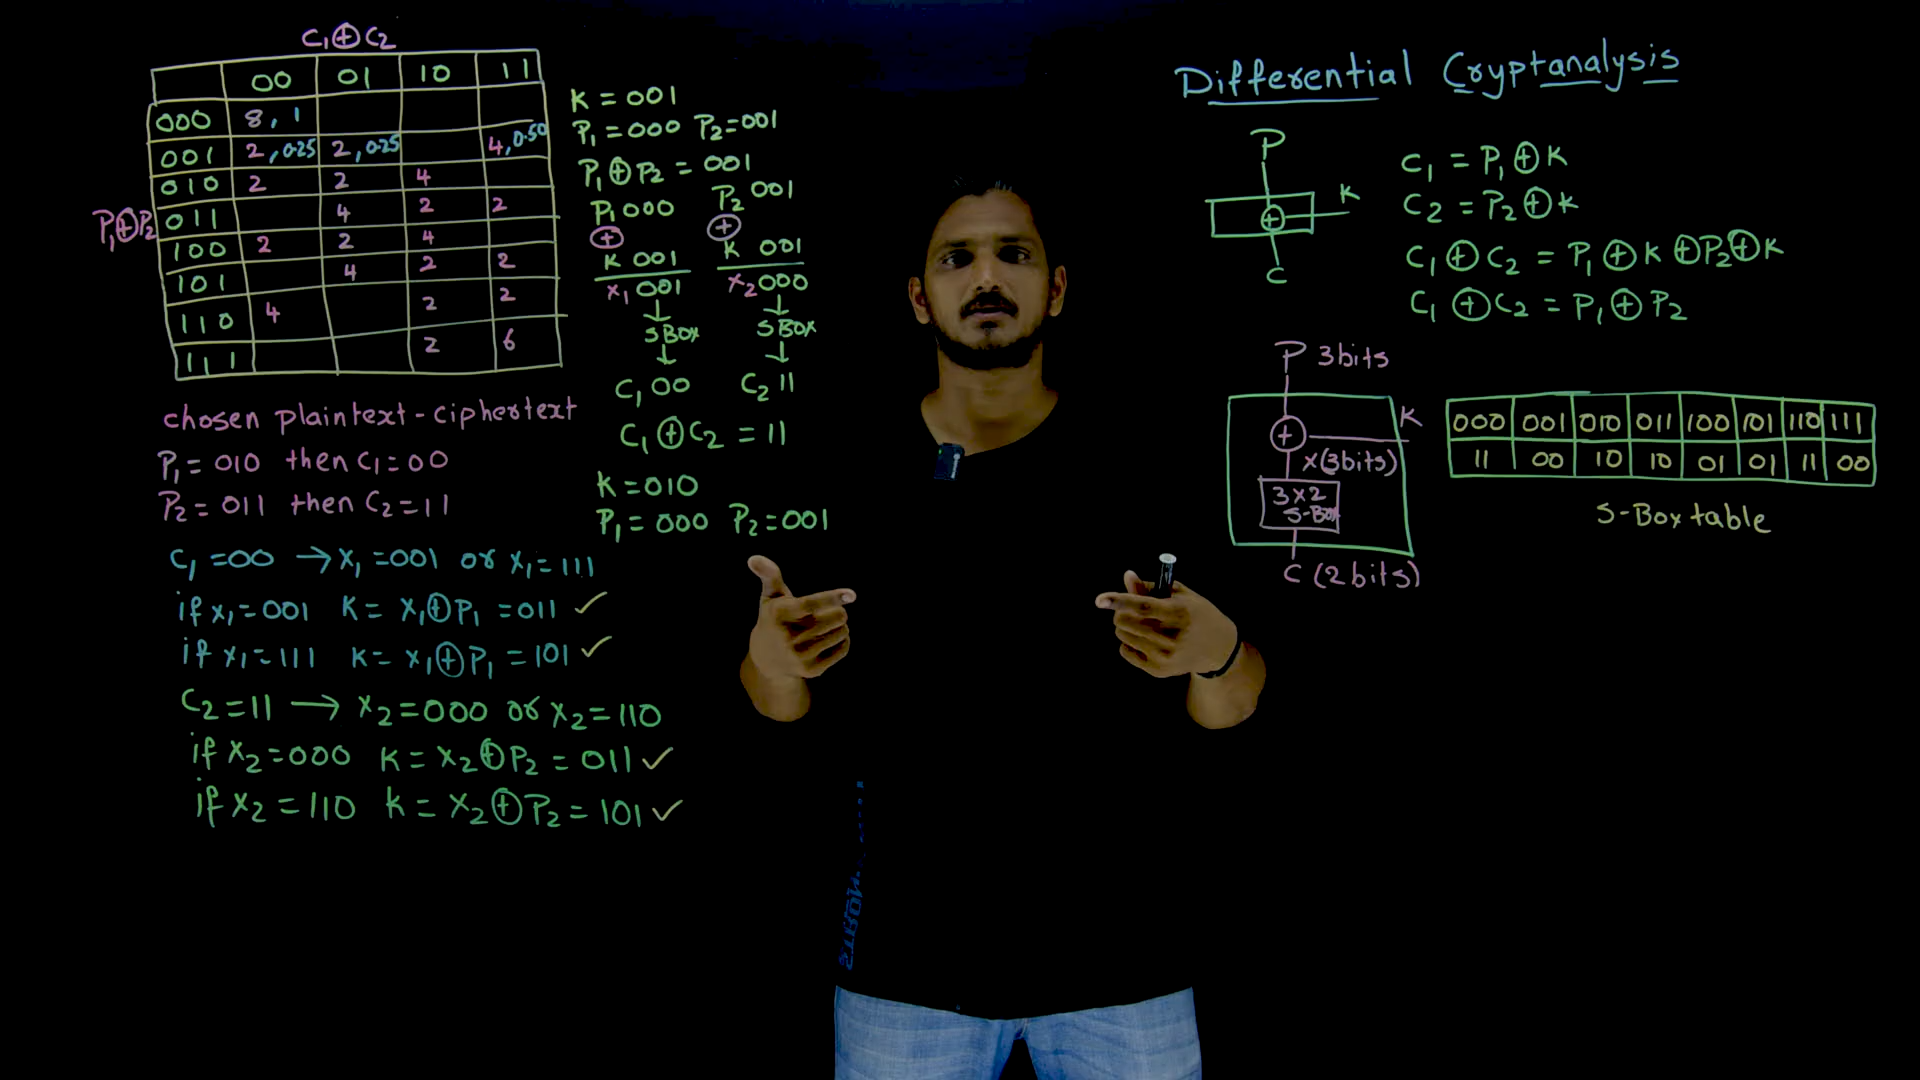 C₁⊕C₂
00 01 10 11
000 8, 1
001 2, 0.25 2, 0.25 4, 0.50
010 2 2 4
P₁⊕P₂
011 4 2 2
100 2 2 4
101 4 2 2
110 4 2 2
111 2 6
chosen plaintext-ciphertext
P₁= 010 then C₁=00
P₂= 011 then C₂=11
C₁=00 → X₁=001 or X₁=111
if X₁=001 K= X₁⊕P₁ =011 ✓
if X₁=111 K= X₁⊕P₁ =101 ✓
C₂=11 → X₂=000 or X₂=110
if X₂=000 K= X₂⊕P₂ = 011 ✓
if X₂=110 K= X₂⊕P₂ = 101 ✓
K = 001
P₁=000 P₂=001
P₁⊕P₂ = 001
P₁ 000 P₂ 001
⊕ ⊕
K 001 K 001
X₁ 001 X₂ 000
↓ ↓
SBOX SBOX
↓ ↓
C₁ 00 C₂ 11
C₁⊕C₂ = 11
K=010
P₁=000 P₂=001
Differential Cryptanalysis
P
K
⊕
C
C₁ = P₁⊕K
C₂ = P₂⊕K
C₁⊕C₂ = P₁⊕K⊕P₂⊕K
C₁⊕C₂ = P₁⊕P₂
P 3bits
K
⊕
X(3bits)
3X2
S-Box
C (2bits)
000 001 010 011 100 101 110 111
11 00 10 10 01 01 11 00
S-Box table